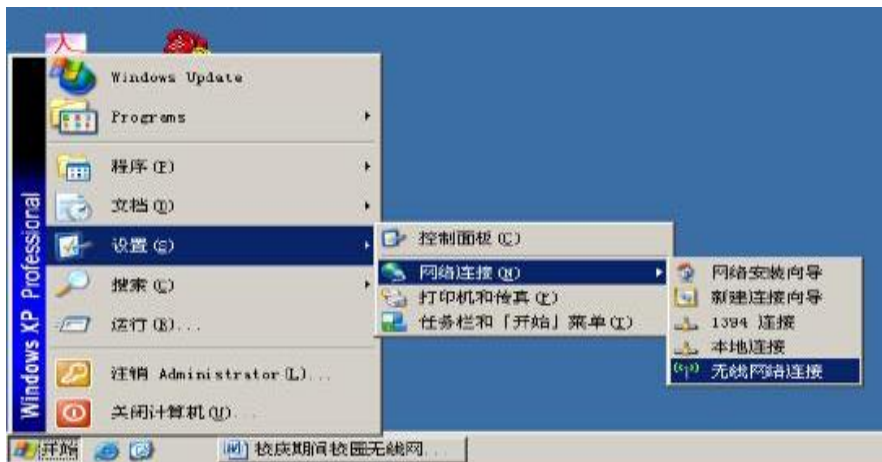 Windows Update
Programs
程序(P)
文档(D)
设置(S)
搜索(C)
运行(R)...
注销 Administrator(L)...
关闭计算机(U)...
Windows XP Professional
控制面板(C)
网络连接(N)
打印机和传真(P)
任务栏和「开始」菜单(T)
网络安装向导
新建连接向导
1394 连接
本地连接
无线网络连接
开始
校庆期间校园无线网...